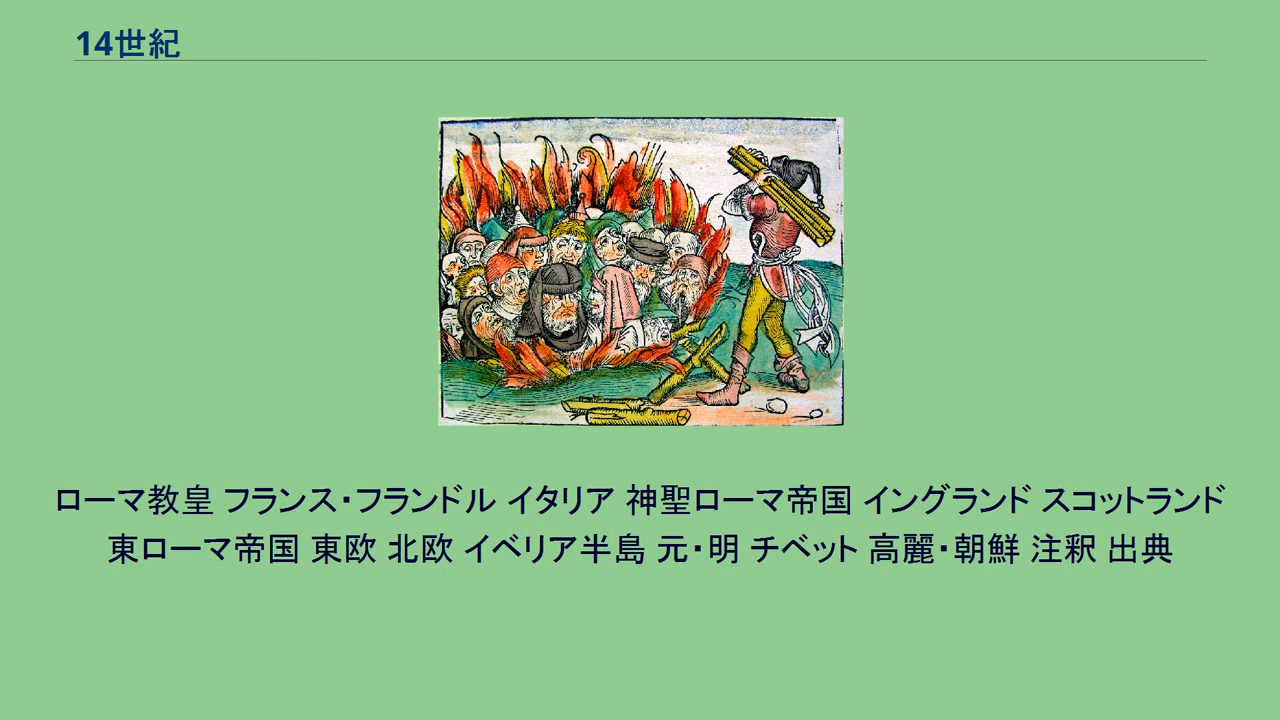 14世紀
ローマ教皇 フランス・フランドル イタリア 神聖ローマ帝国 イングランド スコットランド
東ローマ帝国 東欧 北欧 イベリア半島 元・明 チベット 高麗・朝鮮 注釈 出典